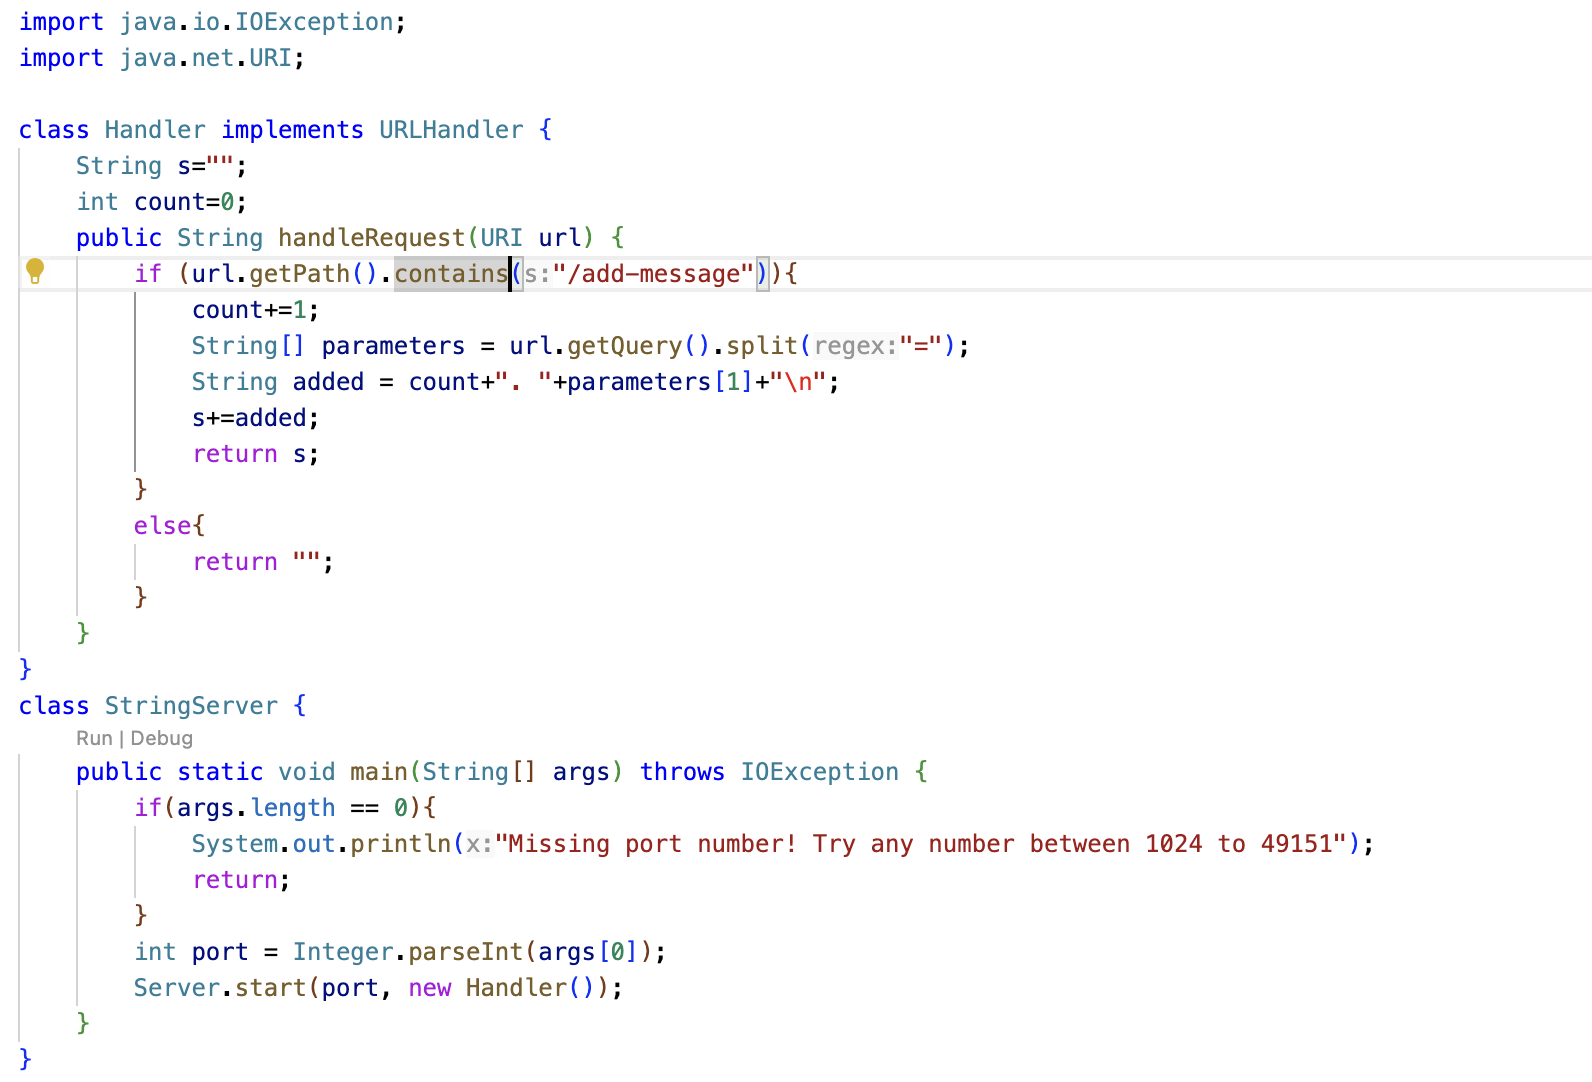 import java.io.IOException;
import java.net.URI;

class Handler implements URLHandler {
    String s="";
    int count=0;
    public String handleRequest(URI url) {
        if (url.getPath().contains(s:"/add-message")){
            count+=1;
            String[] parameters = url.getQuery().split(regex:"=");
            String added = count+". "+parameters[1]+"\n";
            s+=added;
            return s;
        }
        else{
            return "";
        }
    }
}
class StringServer {
    Run | Debug
    public static void main(String[] args) throws IOException {
        if(args.length == 0){
            System.out.println(x:"Missing port number! Try any number between 1024 to 49151");
            return;
        }
        int port = Integer.parseInt(args[0]);
        Server.start(port, new Handler());
    }
}